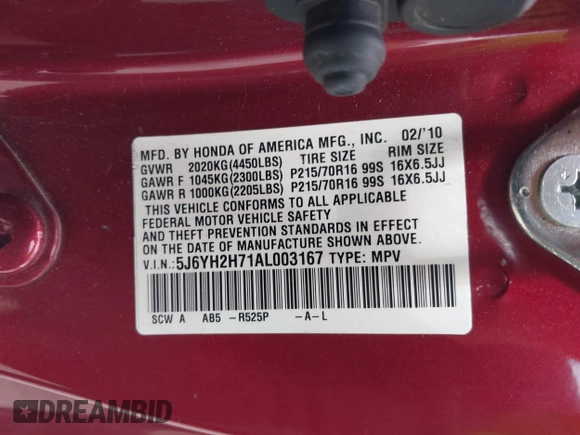 MFD. BY HONDA OF AMERICA MFG., INC. 02/'10
GVWR 2020KG(4450LBS) TIRE SIZE RIM SIZE
GAWR F 1045KG(2300LBS) P215/70R16 99S 16X6.5JJ
GAWR R 1000KG(2205LBS) P215/70R16 99S 16X6.5JJ
THIS VEHICLE CONFORMS TO ALL APPLICABLE
FEDERAL MOTOR VEHICLE SAFETY
AND THEFT PREVENTION STANDARDS IN EFFECT
ON THE DATE OF MANUFACTURE SHOWN ABOVE.
V.I.N.: 5J6YH2H71AL003167 TYPE: MPV
SCW A AB5 -R525P -A-L
DREAMBID